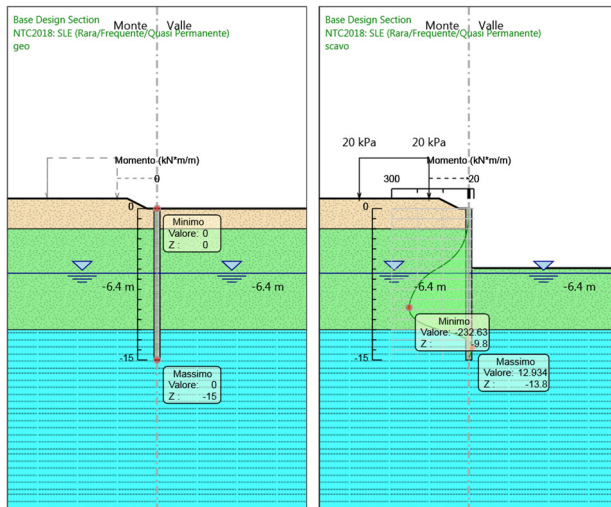 Base Design Section
NTC2018: SLE (Rara/Frequente/Quasi Permanente)
geo
Monte Valle
Momento (kN*m/m)
0
0
Minimo
Valore: 0
Z : 0
-6.4 m
-6.4 m
-15
Massimo
Valore: 0
Z : -15
Base Design Section
NTC2018: SLE (Rara/Frequente/Quasi Permanente)
scavo
Monte Valle
20 kPa 20 kPa
Momento (kN*m/m)
300 -20
0
-6.4 m
-6.4 m
Minimo
Valore: -232.63
Z : -9.8
-15
Massimo
Valore: 12.934
Z : -13.8